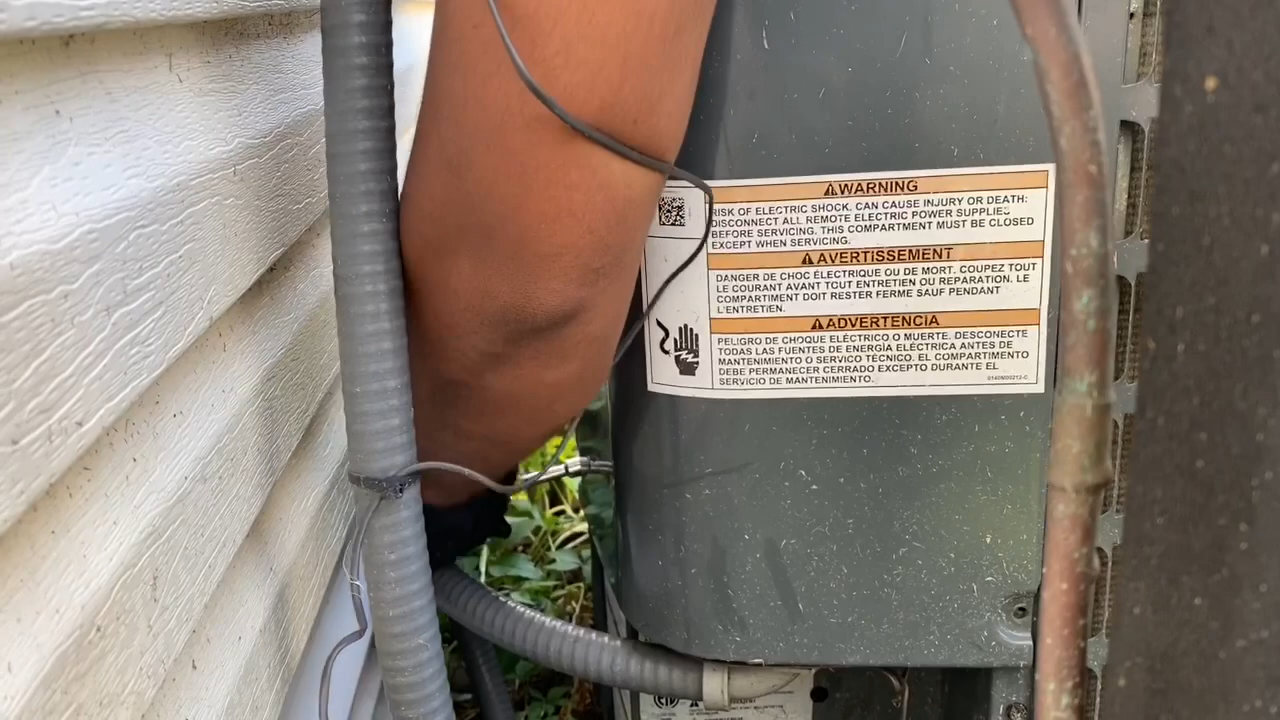 WARNING
RISK OF ELECTRIC SHOCK. CAN CAUSE INJURY OR DEATH:
DISCONNECT ALL REMOTE ELECTRIC POWER SUPPLIES
BEFORE SERVICING. THIS COMPARTMENT MUST BE CLOSED
EXCEPT WHEN SERVICING.
AVERTISSEMENT
DANGER DE CHOC ÉLECTRIQUE OU DE MORT. COUPEZ TOUT
LE COURANT AVANT TOUT ENTRETIEN OU REPARATION. LE
COMPARTIMENT DOIT RESTER FERME SAUF PENDANT
L'ENTRETIEN.
ADVERTENCIA
PELIGRO DE CHOQUE ELÉCTRICO O MUERTE. DESCONECTE
TODAS LAS FUENTES DE ENERGÍA ELÉCTRICA ANTES DE
MANTENIMIENTO O SERVICO TÉCNICO. EL COMPARTIMENTO
DEBE PERMANECER CERRADO EXCEPTO DURANTE EL
SERVICIO DE MANTENIMIENTO.